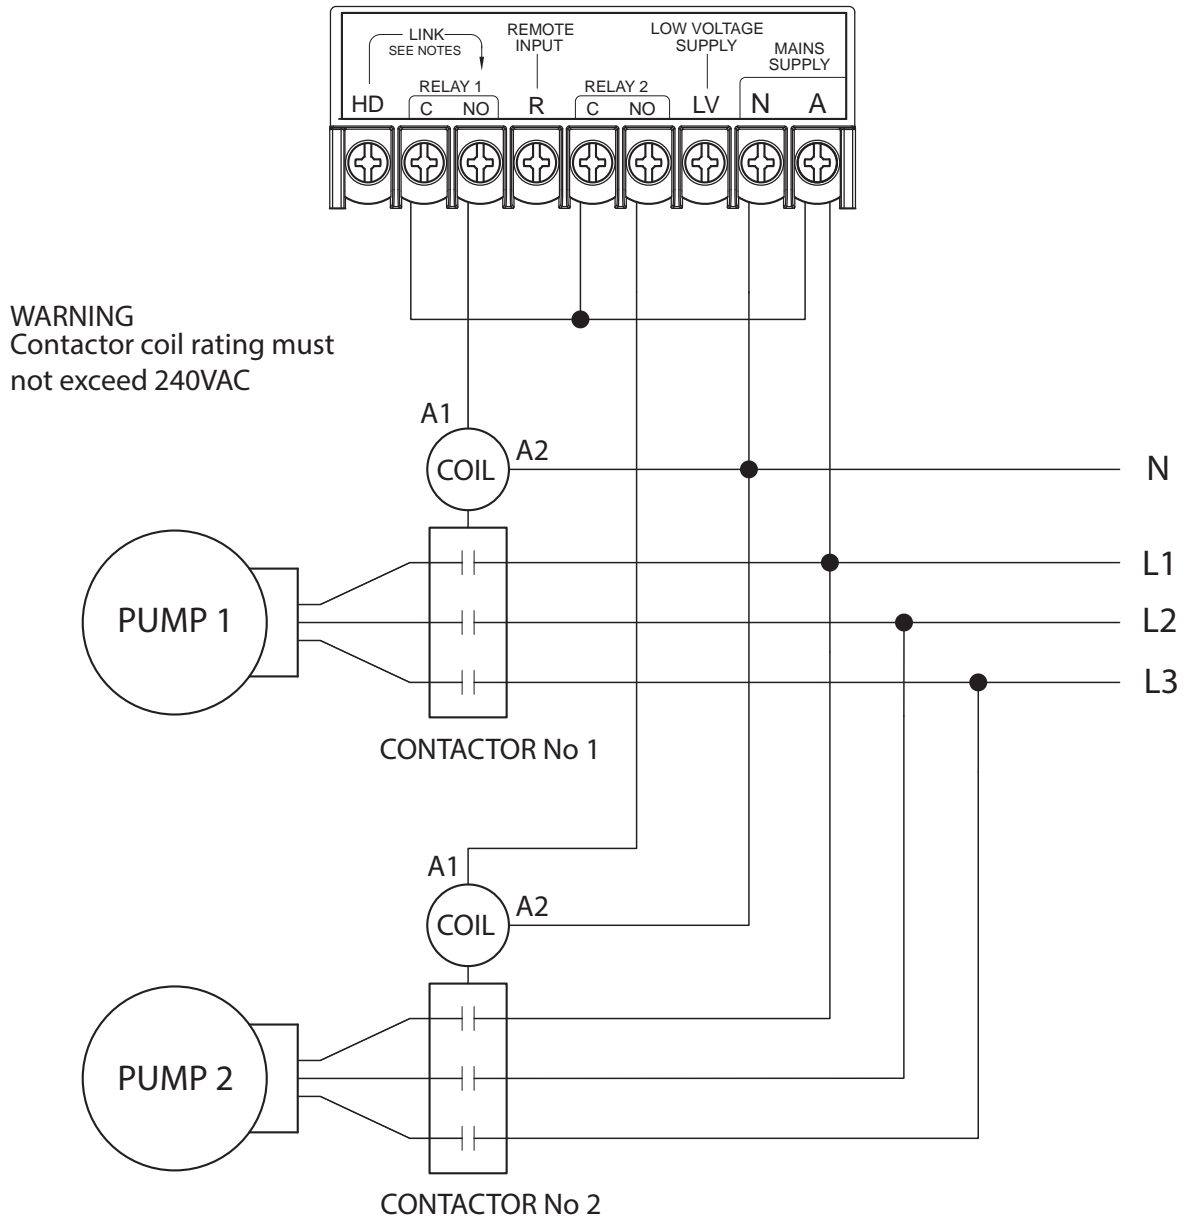 LINK
SEE NOTES
REMOTE
INPUT
LOW VOLTAGE
SUPPLY
MAINS
SUPPLY
RELAY 1
RELAY 2
HD
C
NO
R
C
NO
LV
N
A
WARNING
Contactor coil rating must
not exceed 240VAC
A1
COIL
A2
N
L1
PUMP 1
L2
L3
CONTACTOR No 1
A1
COIL
A2
PUMP 2
CONTACTOR No 2